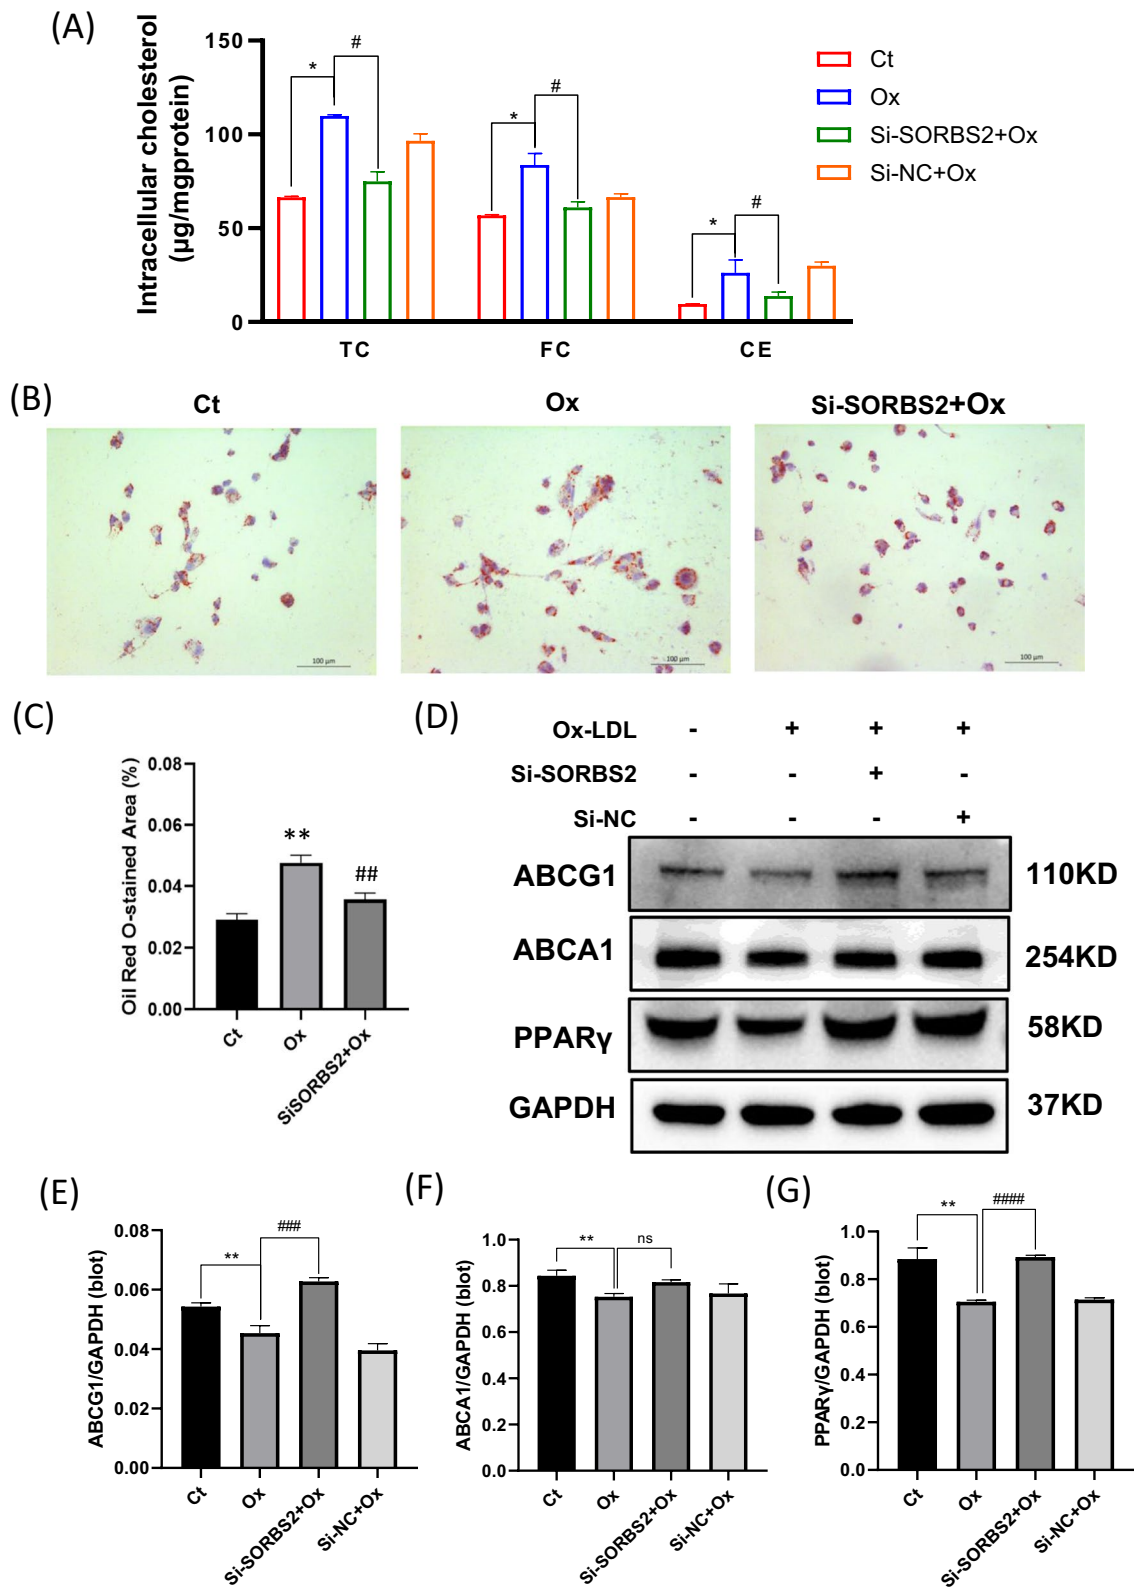 (A)
Intracellular cholesterol
(μg/mgprotein)
150
100
50
0
* # * # * #
TC FC CE
Ct
Ox
Si-SORBS2+Ox
Si-NC+Ox
(B)
Ct Ox Si-SORBS2+Ox
100 μm 100 μm 100 μm
(C)
Oil Red O-stained Area (%)
0.08
0.06
0.04
0.02
0.00
** ##
Ct Ox SiSORBS2+Ox
(D)
Ox-LDL - + + +
Si-SORBS2 - - + -
Si-NC - - - +
ABCG1 110KD
ABCA1 254KD
PPARγ 58KD
GAPDH 37KD
(E)
ABCG1/GAPDH (blot)
0.08
0.06
0.04
0.02
0.00
** ###
Ct Ox Si-SORBS2+Ox Si-NC+Ox
(F)
ABCA1/GAPDH (blot)
1.0
0.8
0.6
0.4
0.2
0.0
** ns
Ct Ox Si-SORBS2+Ox Si-NC+Ox
(G)
PPARγ/GAPDH (blot)
1.0
0.8
0.6
0.4
0.2
0.0
** ####
Ct Ox Si-SORBS2+Ox Si-NC+Ox